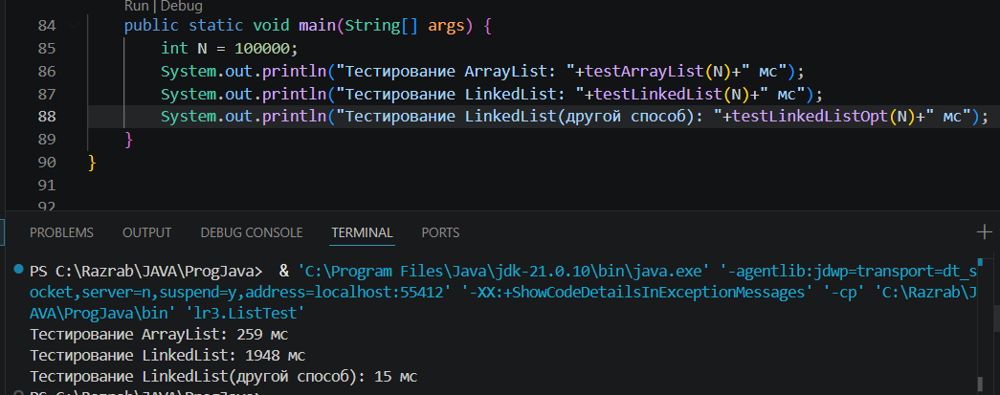 Run | Debug
84 public static void main(String[] args) {
85 int N = 100000;
86 System.out.println("Тестирование ArrayList: "+testArrayList(N)+" мс");
87 System.out.println("Тестирование LinkedList: "+testLinkedList(N)+" мс");
88 System.out.println("Тестирование LinkedList(другой способ): "+testLinkedListOpt(N)+" мс");
89 }
90 }
91
92
PROBLEMS OUTPUT DEBUG CONSOLE TERMINAL PORTS
PS C:\Razrab\JAVA\ProgJava> & 'C:\Program Files\Java\jdk-21.0.10\bin\java.exe' '-agentlib:jdwp=transport=dt_s
ocket,server=n,suspend=y,address=localhost:55412' '-XX:+ShowCodeDetailsInExceptionMessages' '-cp' 'C:\Razrab\J
AVA\ProgJava\bin' 'lr3.ListTest'
Тестирование ArrayList: 259 мс
Тестирование LinkedList: 1948 мс
Тестирование LinkedList(другой способ): 15 мс
PS C:\Razrab\JAVA\ProgJava>